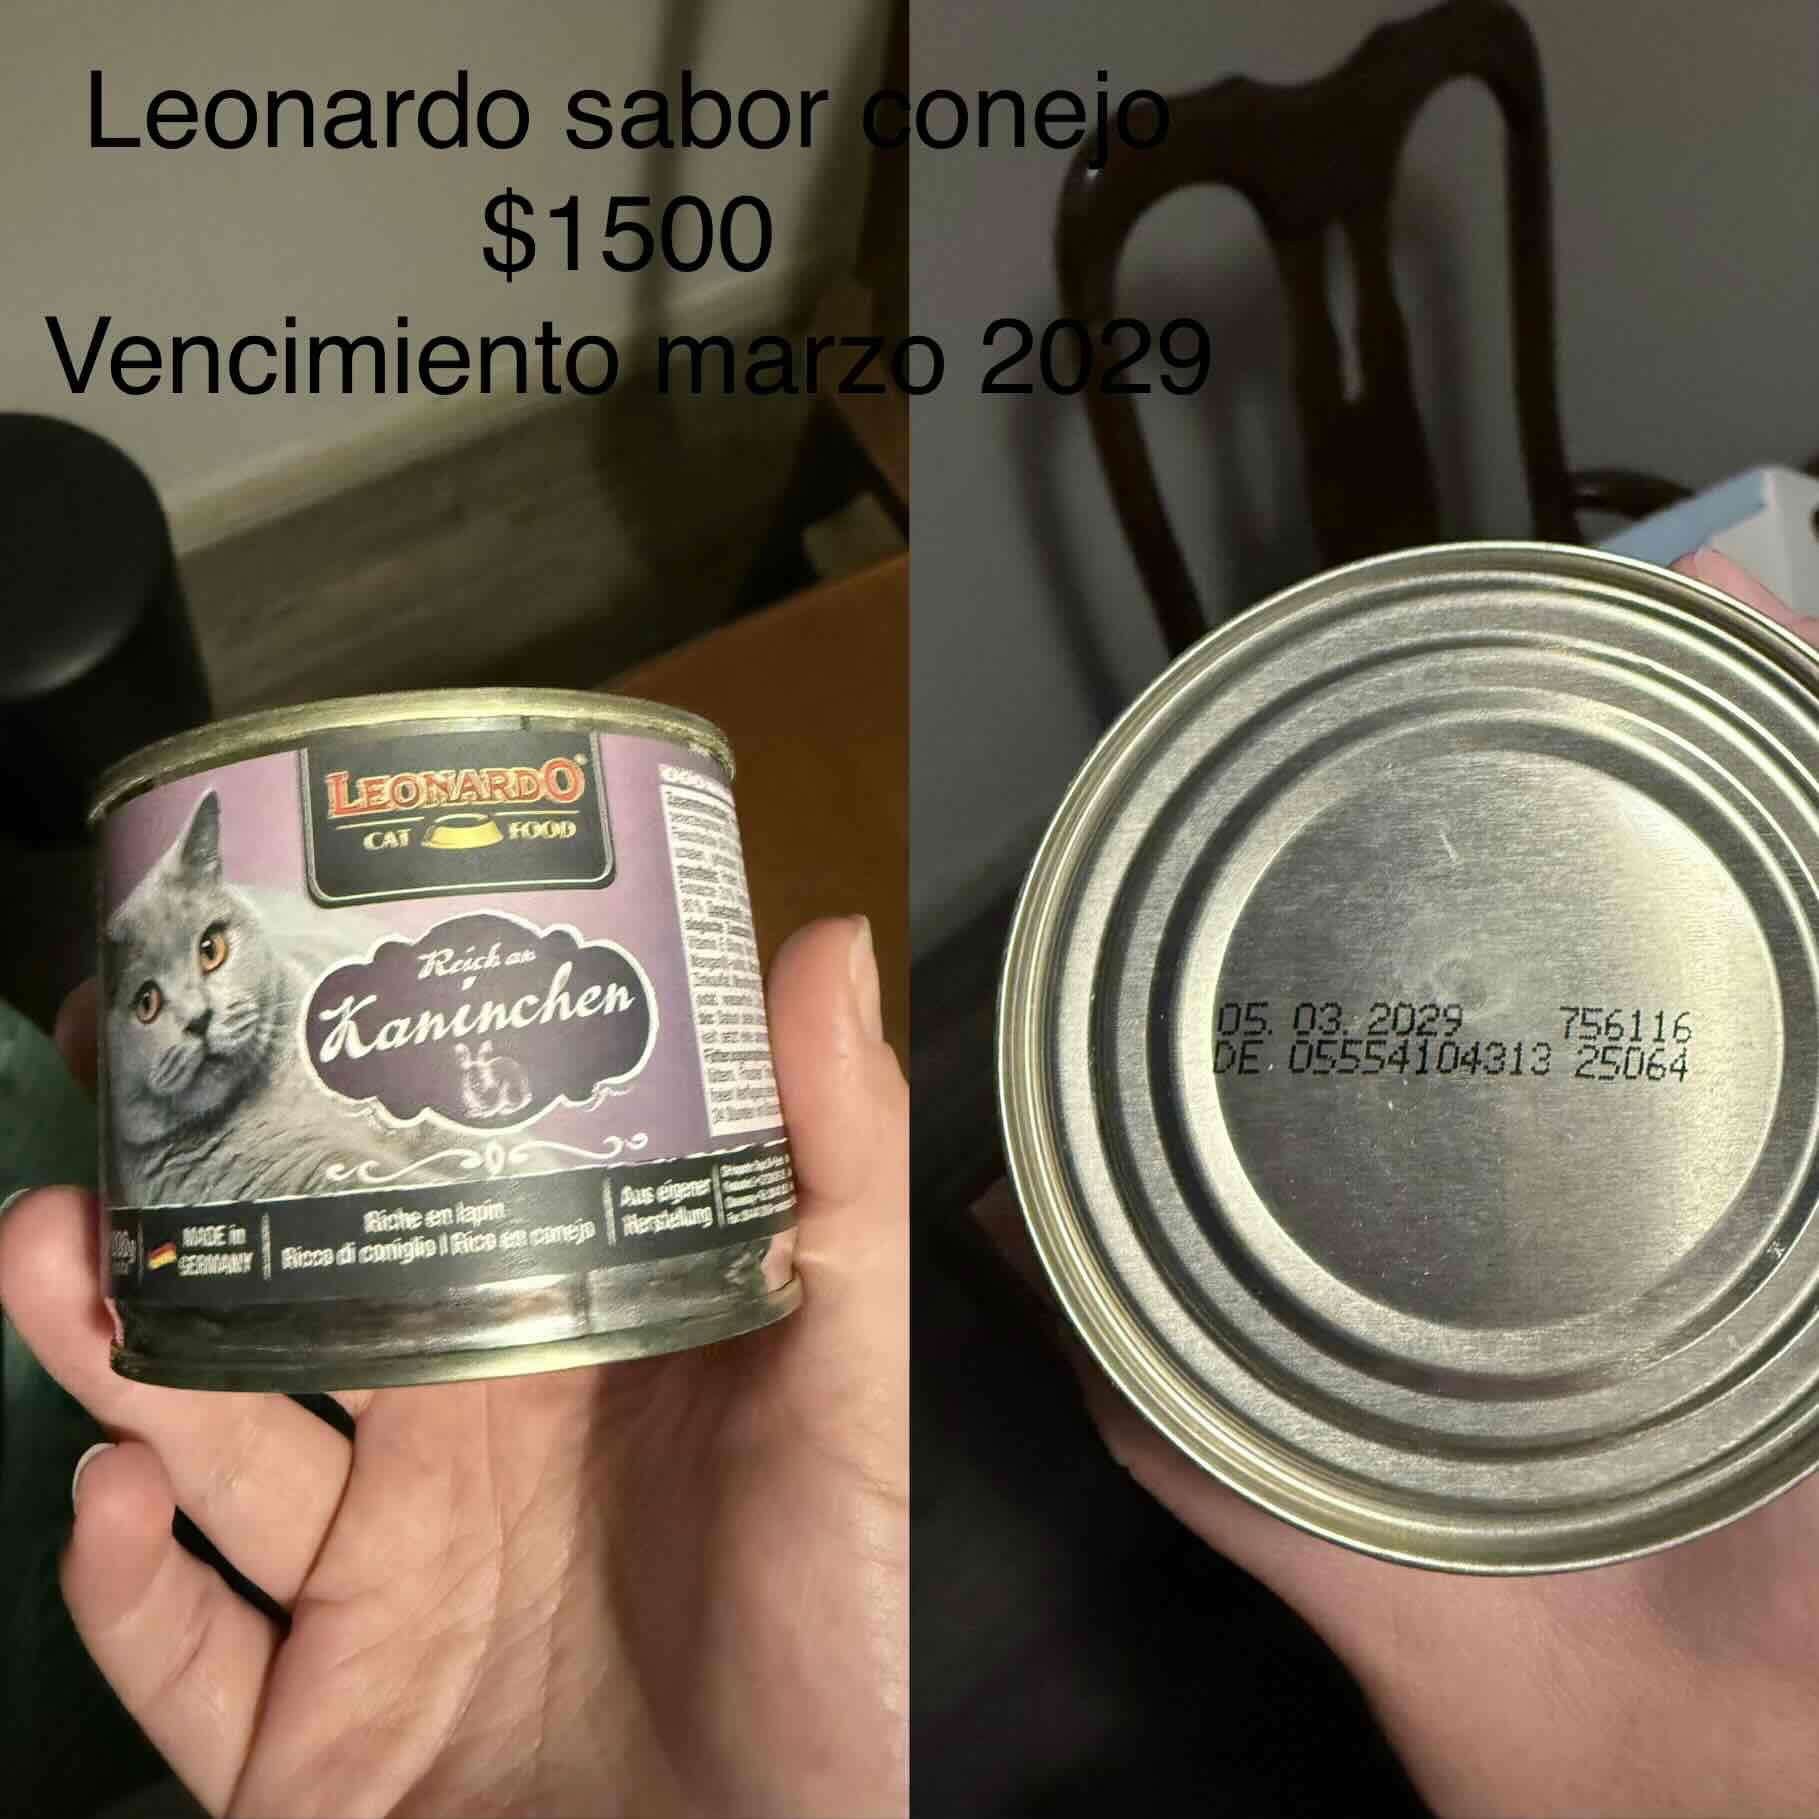 Leonardo sabor conejo
$1500
Vencimiento marzo 2029
LEONARDO®
CAT FOOD
Reich an
Kaninchen
MADE in
GERMANY
Riche en lapin
Ricco di coniglio | Rico en conejo
Aus eigener
Herstellung
05. 03. 2029 756116
DE 05554104313 25064